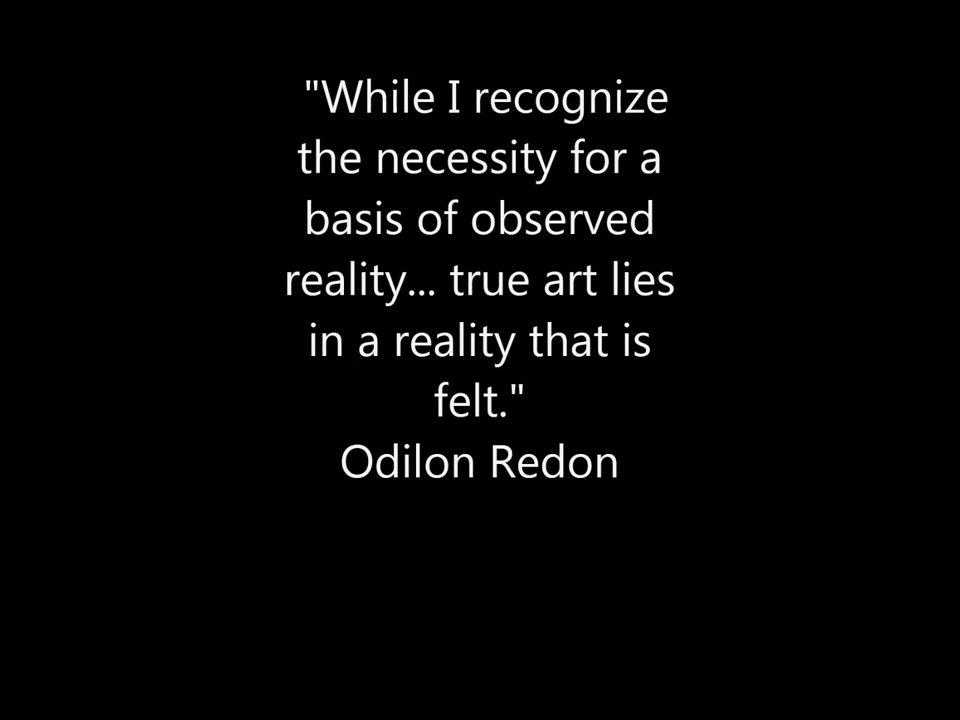 "While I recognize
the necessity for a
basis of observed
reality... true art lies
in a reality that is
felt."
Odilon Redon